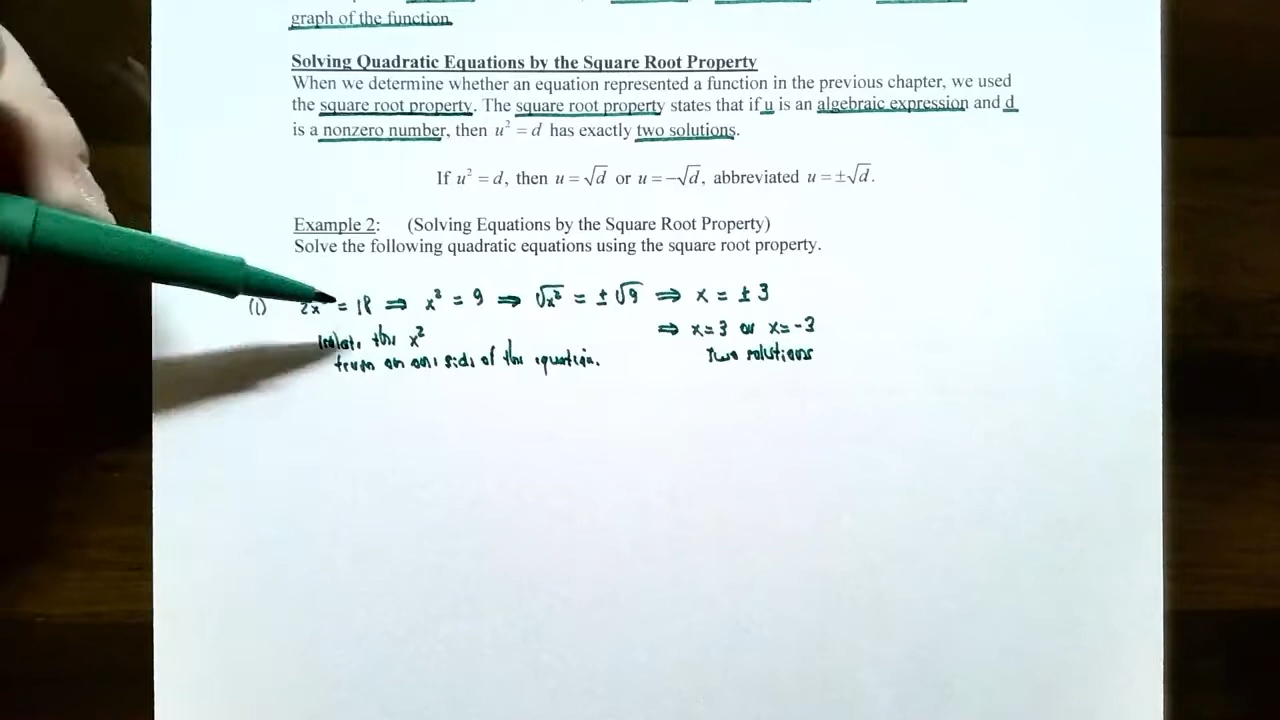 graph of the function.
Solving Quadratic Equations by the Square Root Property
When we determine whether an equation represented a function in the previous chapter, we used
the square root property. The square root property states that if u is an algebraic expression and d
is a nonzero number, then u² = d has exactly two solutions.
If u² = d, then u = √d or u = −√d, abbreviated u = ±√d.
Example 2: (Solving Equations by the Square Root Property)
Solve the following quadratic equations using the square root property.
(1) 2x = 18 ⇒ x² = 9 ⇒ √x² = ±√9 ⇒ x = ±3
⇒ x=3 or x=-3
Isolate the x²
term on one side of the equation.
two solutions